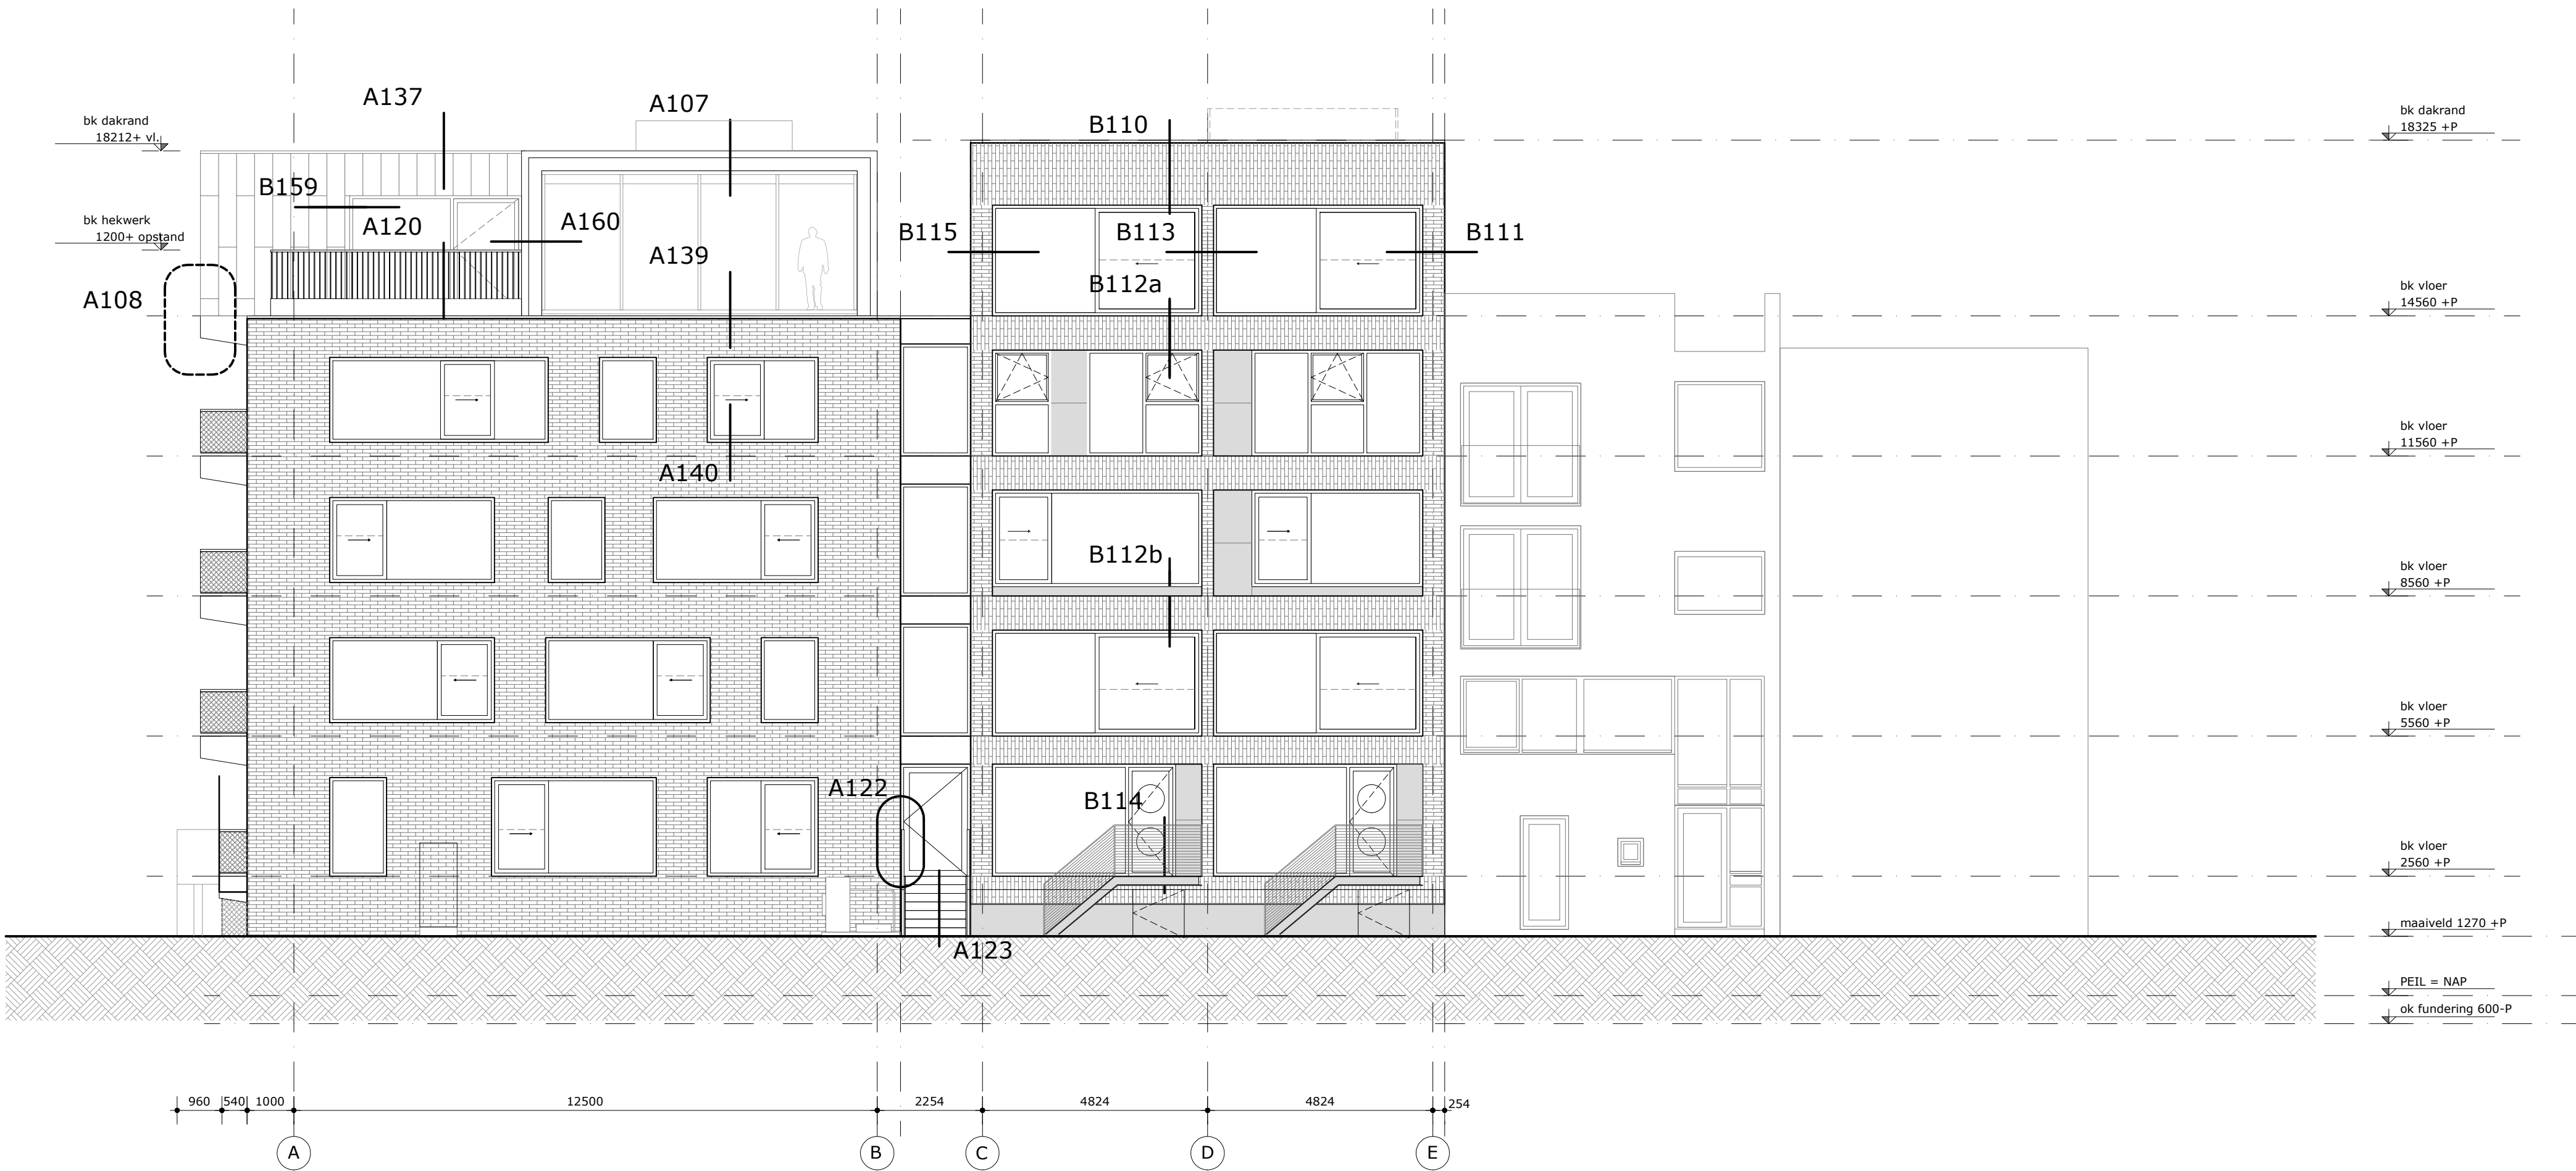 A137
A107
bk dakrand
18212+ vl.
B110
bk dakrand
18325 +P
B159
A120
A160
bk hekwerk
1200+ opstand
A139
B115
B113
B111
B112a
A108
bk vloer
14560 +P
bk vloer
11560 +P
A140
B112b
bk vloer
8560 +P
bk vloer
5560 +P
A122
B114
bk vloer
2560 +P
A123
maaiveld 1270 +P
PEIL = NAP
ok fundering 600-P
960 540 1000 12500 2254 4824 4824 254
A B C D E